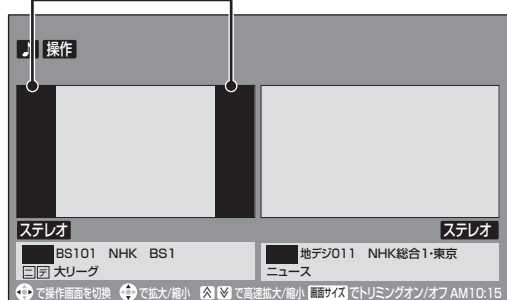 ♪ 操作
ステレオ
ステレオ
BS101 NHK BS1
二デ 大リーグ
地デジ011 NHK総合1・東京
ニュース
で操作画面を切換 で拡大/縮小 で高速拡大/縮小 画面サイズ でトリミングオン/オフ AM10:15